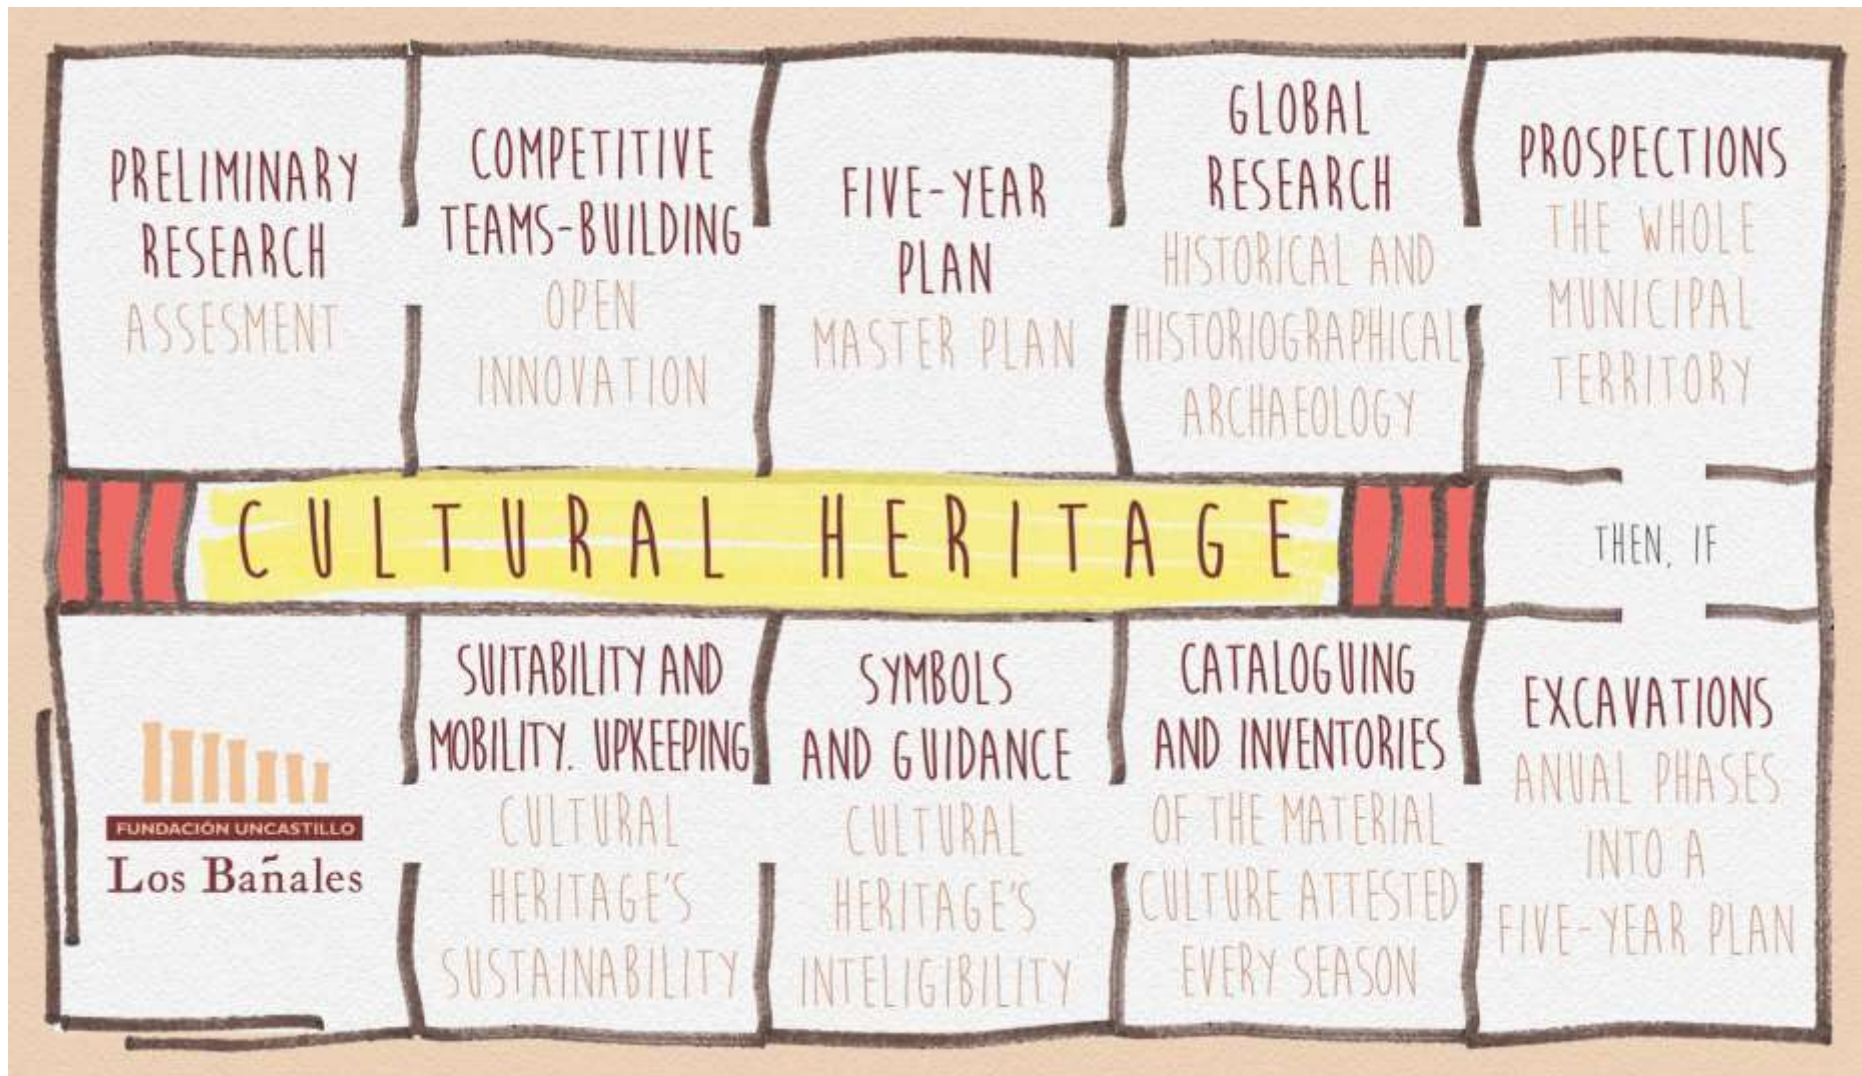 PRELIMINARY
RESEARCH
ASSESMENT
COMPETITIVE
TEAMS-BUILDING
OPEN
INNOVATION
FIVE-YEAR
PLAN
MASTER PLAN
GLOBAL
RESEARCH
HISTORICAL AND
HISTORIOGRAPHICAL
ARCHAEOLOGY
PROSPECTIONS
THE WHOLE
MUNICIPAL
TERRITORY
CULTURAL HERITAGE
THEN, IF
FUNDACIÓN UNCASTILLO
Los Bañales
SUITABILITY AND
MOBILITY. UPKEEPING
CULTURAL
HERITAGE'S
SUSTAINABILITY
SYMBOLS
AND GUIDANCE
CULTURAL
HERITAGE'S
INTELIGIBILITY
CATALOGUING
AND INVENTORIES
OF THE MATERIAL
CULTURE ATTESTED
EVERY SEASON
EXCAVATIONS
ANUAL PHASES
INTO A
FIVE-YEAR PLAN